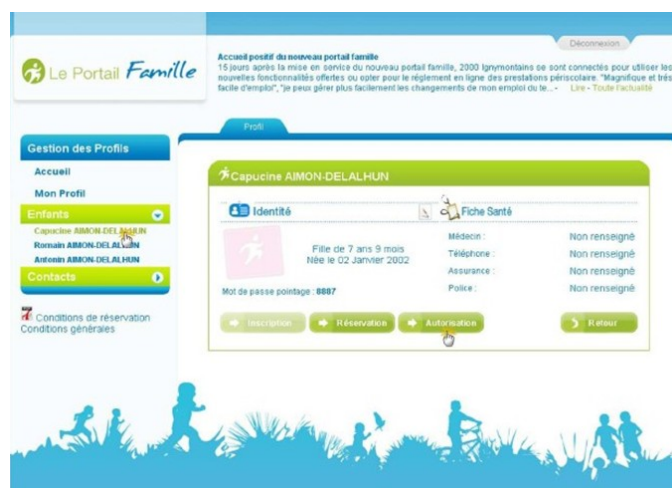 Déconnexion
Le Portail Famille
Accueil positif du nouveau portail famille
15 jours après la mise en service du nouveau portail famille, 2000 Ignymontains se sont connectés pour utiliser les
nouvelles fonctionnalités offertes ou opter pour le réglement en ligne des prestations périscolaire. "Magnifique et trés
facile d'emploi", "je peux gérer plus facilement les changements de mon emploi du te... - Lire - Toute l'actualité
Profil
Gestion des Profils
Accueil
Mon Profil
Enfants
Capucine AIMON-DELALHUN
Romain AIMON-DELALHUN
Antonin AIMON-DELALHUN
Contacts
Conditions de réservation
Conditions générales
Capucine AIMON-DELALHUN
Identité
Fiche Santé
Fille de 7 ans 9 mois
Née le 02 Janvier 2002
Mot de passe pointage : 8887
Médecin : Non renseigné
Téléphone : Non renseigné
Assurance : Non renseigné
Police : Non renseigné
Inscription
Réservation
Autorisation
Retour